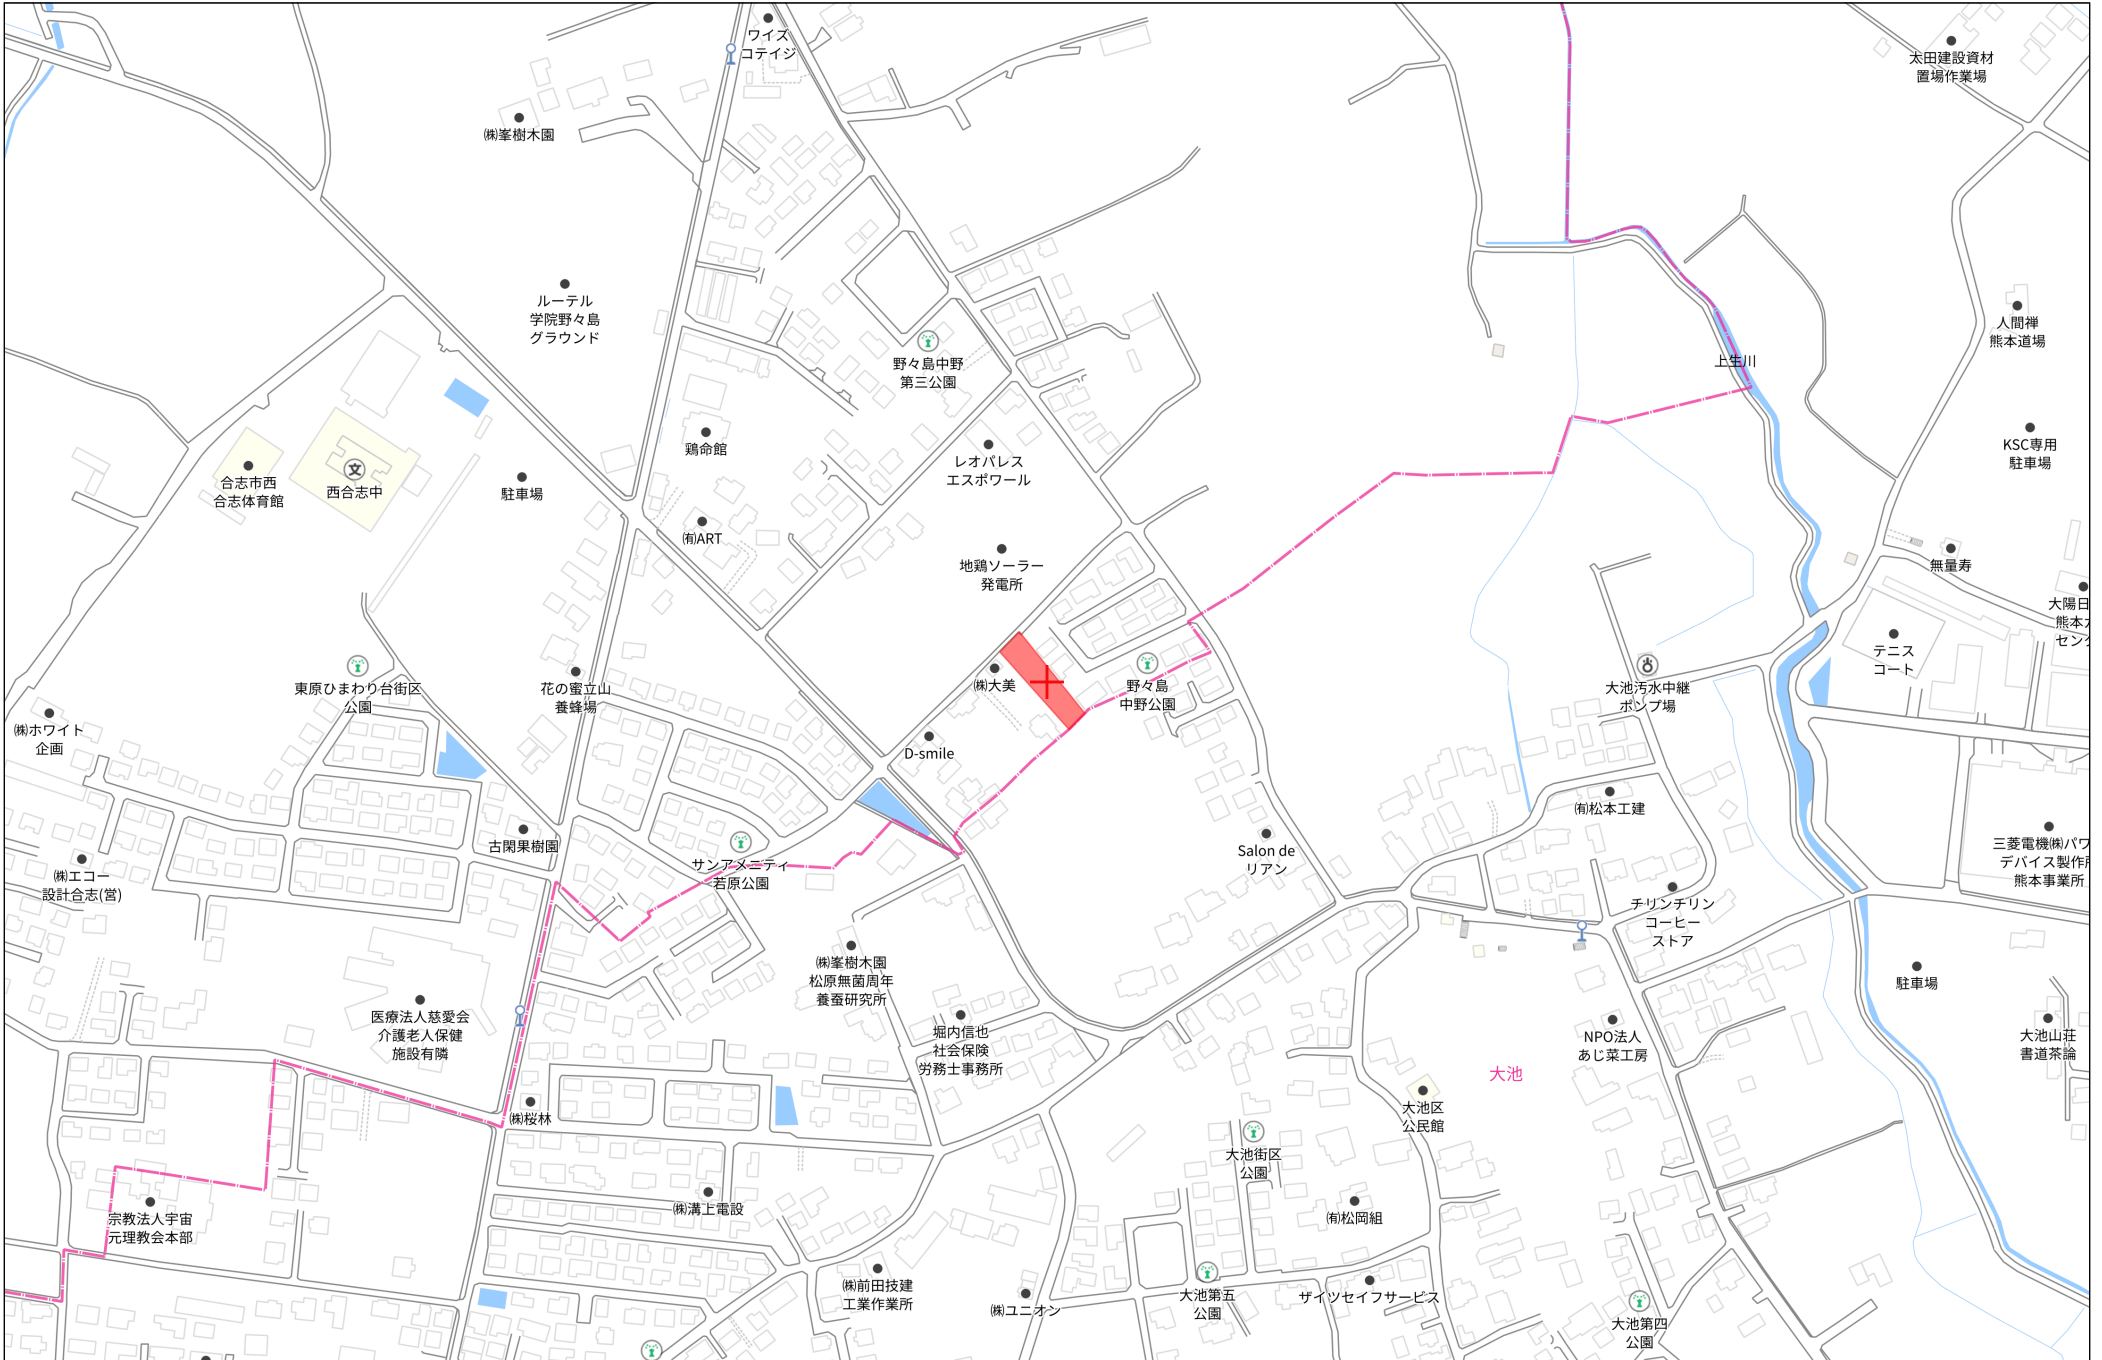 ワイズ
コテイジ
太田建設資材
置場作業場
㈱峯樹木園
ルーテル
学院野々島
グラウンド
人間禅
熊本道場
野々島中野
第三公園
上生川
鶏命館
KSC専用
駐車場
レオパレス
エスポワール
合志市西
合志体育館
西合志中
駐車場
㈲ART
地鶏ソーラー
発電所
無量寿
大陽日
熊本ガ
センタ
テニス
コート
東原ひまわり台街区
公園
花の蜜立山
養蜂場
㈱大美
野々島
中野公園
大池汚水中継
ポンプ場
㈱ホワイト
企画
D-smile
㈲松本工建
古閑果樹園
サンアメニティ
若原公園
Salon de
リアン
三菱電機㈱パワ
デバイス製作所
熊本事業所
㈱エコー
設計合志(営)
チリンチリン
コーヒー
ストア
㈱峯樹木園
松原無菌周年
養蚕研究所
駐車場
医療法人慈愛会
介護老人保健
施設有隣
堀内信也
社会保険
労務士事務所
NPO法人
あじ菜工房
大池山荘
書道茶論
大池
㈱桜林
大池区
公民館
大池街区
公園
㈱溝上電設
㈲松岡組
宗教法人宇宙
元理教会本部
㈱前田技建
工業作業所
㈱ユニオン
大池第五
公園
ザイツセイフサービス
大池第四
公園